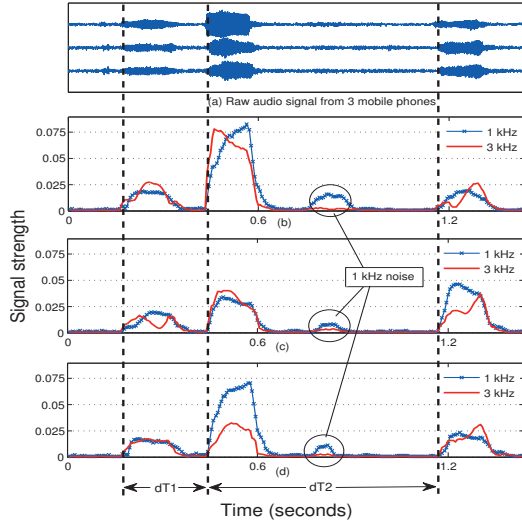 (a) Raw audio signal from 3 mobile phones
Signal strength
0.075
0.05
0.025
0
1 kHz
3 kHz
0.6
1.2
(b)
0.075
0.05
0.025
0
1 kHz
3 kHz
1 kHz noise
0
0.6
1.2
(c)
0.075
0.05
0.025
0
1 kHz
3 kHz
0
0.6
1.2
(d)
dT1
dT2
Time (seconds)